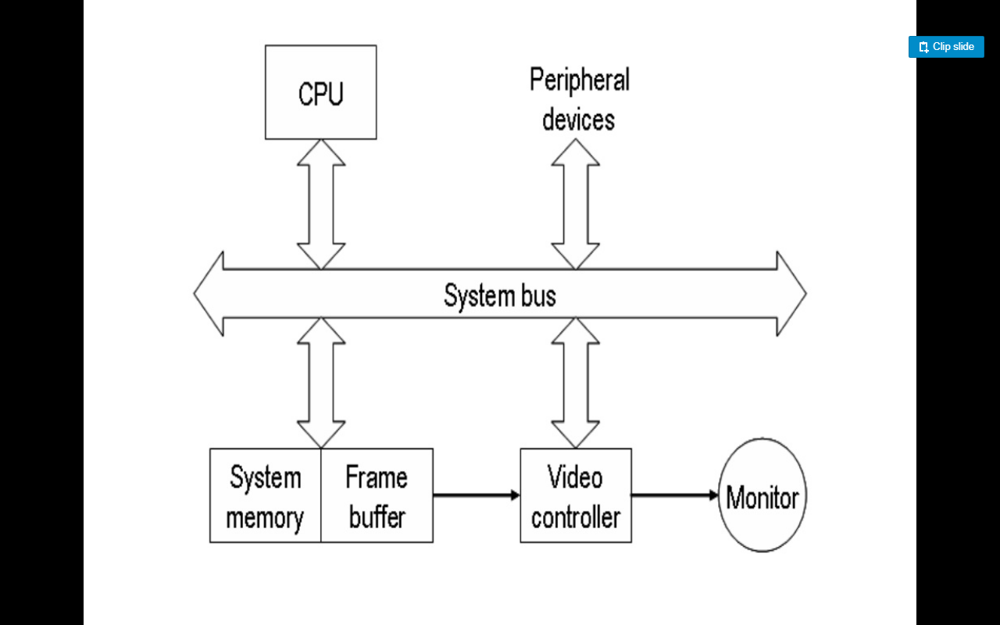 Clip slide
CPU
Peripheral
devices
System bus
System
memory
Frame
buffer
Video
controller
Monitor